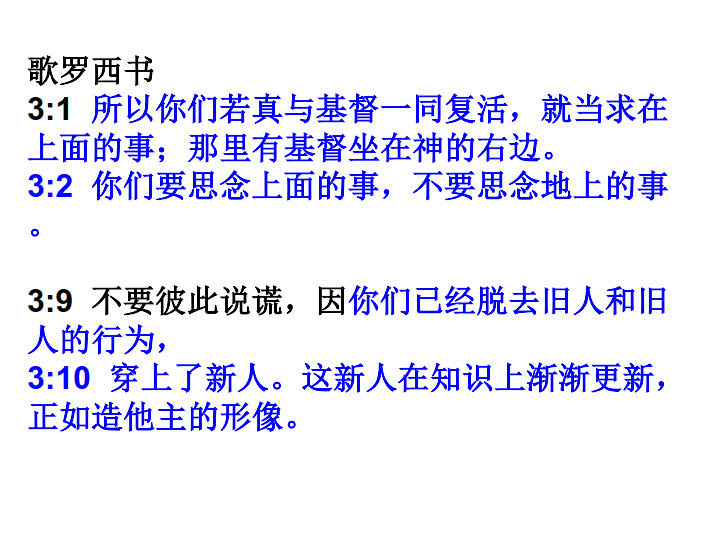 歌罗西书
3:1 所以你们若真与基督一同复活，就当求在
上面的事；那里有基督坐在神的右边。
3:2 你们要思念上面的事，不要思念地上的事
。
3:9 不要彼此说谎，因你们已经脱去旧人和旧
人的行为，
3:10 穿上了新人。这新人在知识上渐渐更新，
正如造他主的形像。